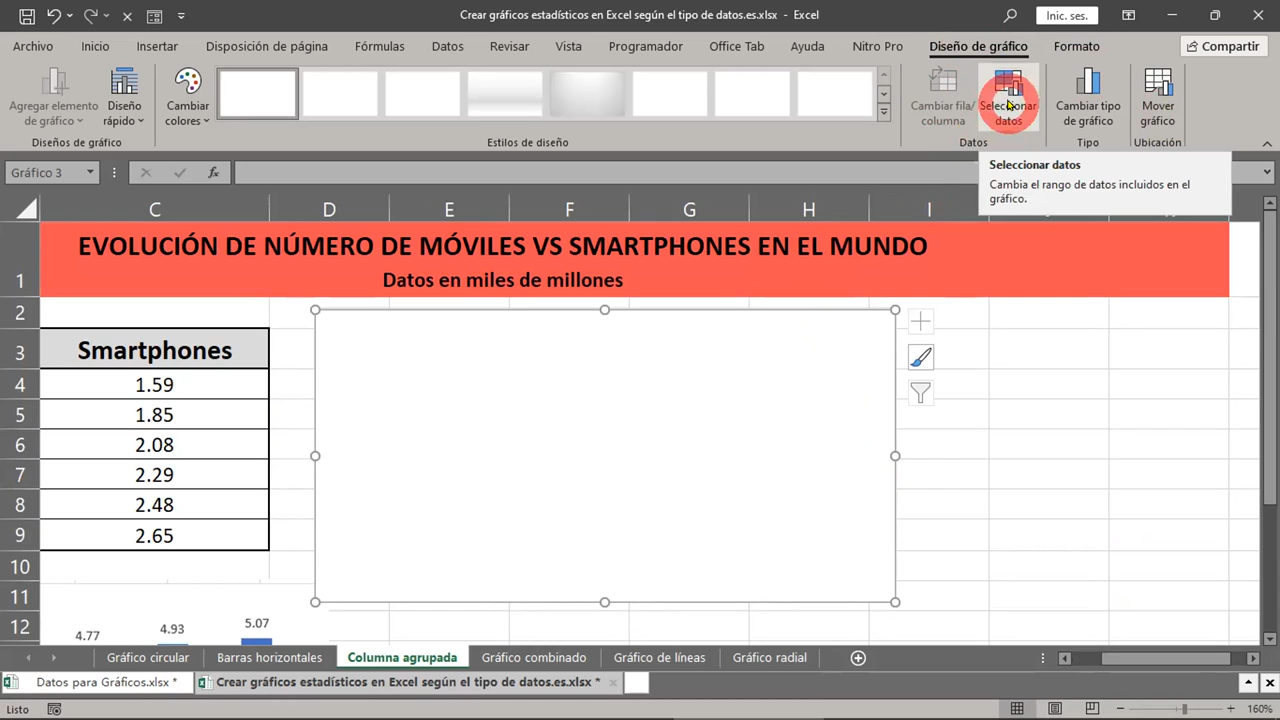 Crear gráficos estadísticos en Excel según el tipo de datos.es.xlsx - Excel
Inic. ses.
Archivo Inicio Insertar Disposición de página Fórmulas Datos Revisar Vista Programador Office Tab Ayuda Nitro Pro Diseño de gráfico Formato Compartir
Agregar elemento de gráfico
Diseño rápido
Cambiar colores
Cambiar fila/ columna
Seleccionar datos
Cambiar tipo de gráfico
Mover gráfico
Diseños de gráfico Estilos de diseño Datos Tipo Ubicación
Gráfico 3 fx
Seleccionar datos
Cambia el rango de datos incluidos en el
gráfico.
C D E F G H I
1 EVOLUCIÓN DE NÚMERO DE MÓVILES VS SMARTPHONES EN EL MUNDO
Datos en miles de millones
2
3 Smartphones
4 1.59
5 1.85
6 2.08
7 2.29
8 2.48
9 2.65
10
11
12 4.77 4.93 5.07
Gráfico circular Barras horizontales Columna agrupada Gráfico combinado Gráfico de líneas Gráfico radial
Datos para Gráficos.xlsx * Crear gráficos estadísticos en Excel según el tipo de datos.es.xlsx *
Listo 160%